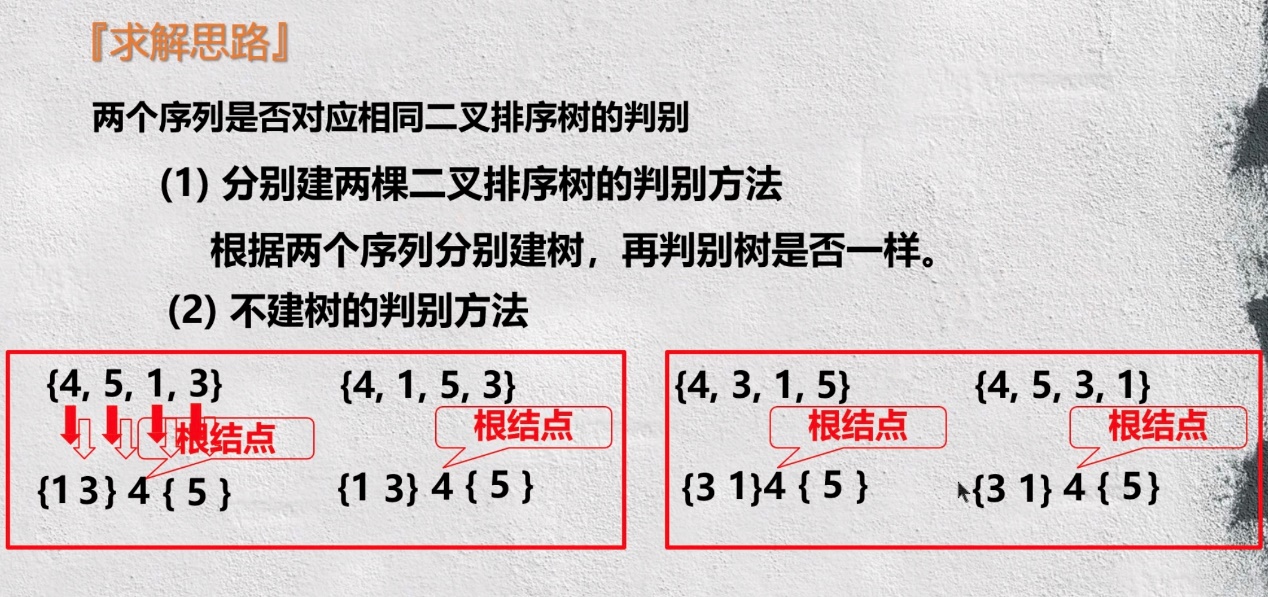 『求解思路』
两个序列是否对应相同二叉排序树的判别
(1) 分别建两棵二叉排序树的判别方法
根据两个序列分别建树，再判别树是否一样。
(2) 不建树的判别方法
{4, 5, 1, 3}
{4, 1, 5, 3}
{4, 3, 1, 5}
{4, 5, 3, 1}
根结点
根结点
根结点
根结点
{1 3} 4 { 5 }
{1 3} 4 { 5 }
{3 1}4 { 5 }
{3 1} 4 { 5}